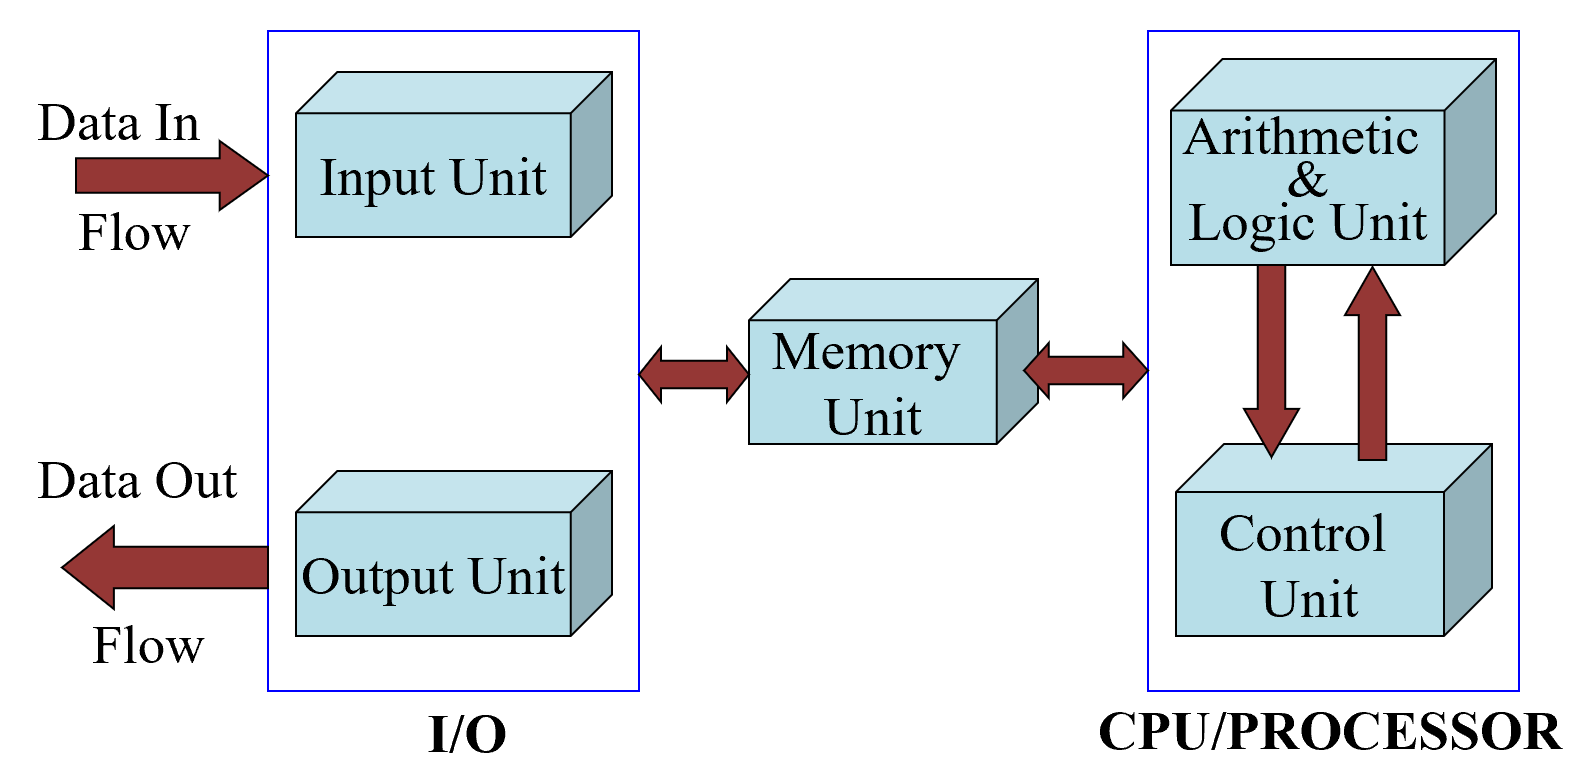 Data In
Flow
Input Unit
Data Out
Flow
Output Unit
I/O
Memory
Unit
Arithmetic
&
Logic Unit
Control
Unit
CPU/PROCESSOR